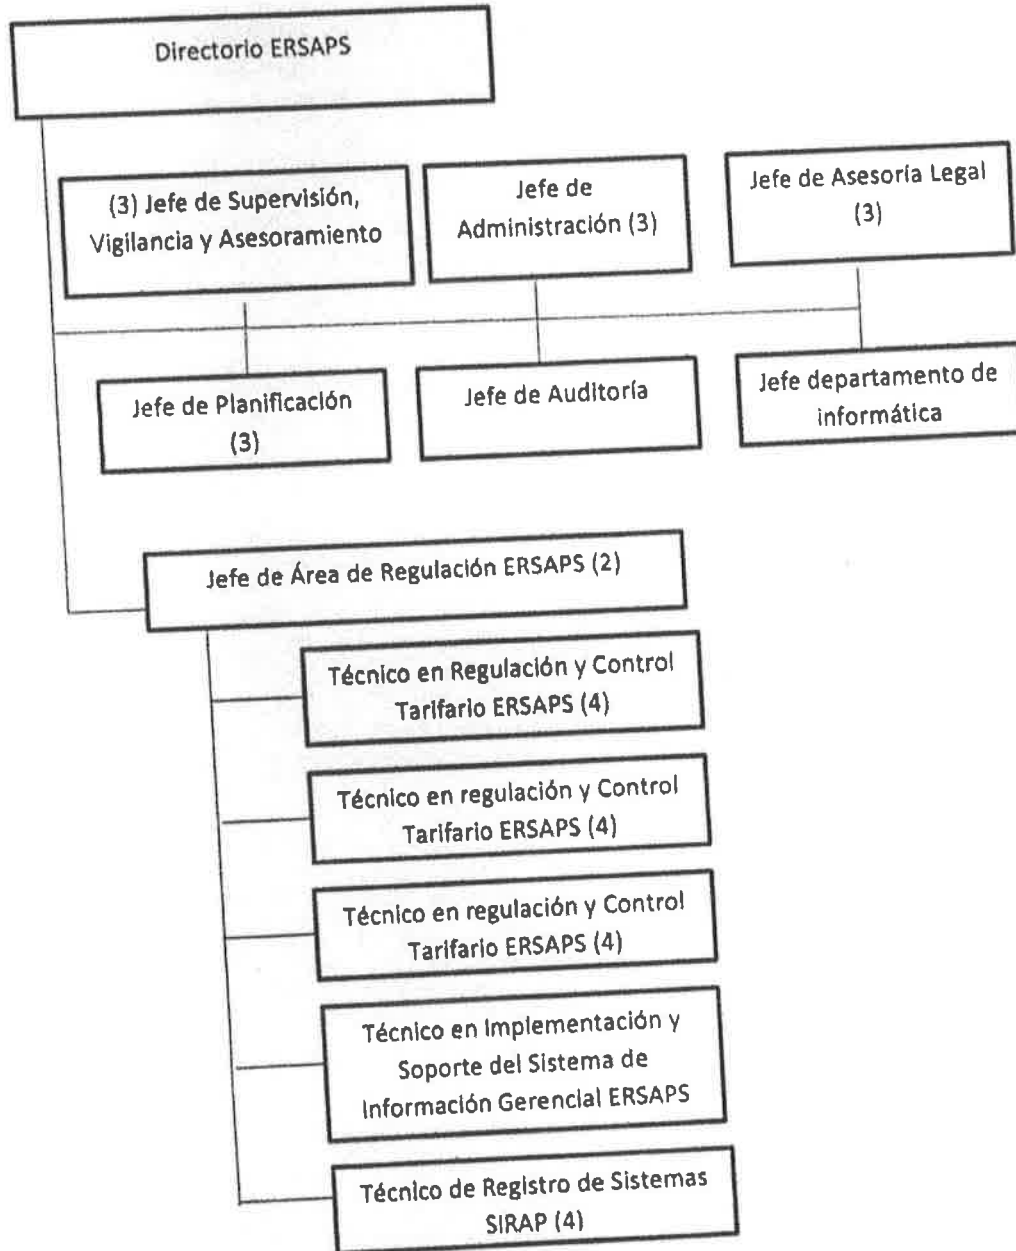 Directorio ERSAPS
(3) Jefe de Supervisión,
Vigilancia y Asesoramiento
Jefe de
Administración (3)
Jefe de Asesoría Legal
(3)
Jefe de Planificación
(3)
Jefe de Auditoría
Jefe departamento de
informática
Jefe de Área de Regulación ERSAPS (2)
Técnico en Regulación y Control
Tarifario ERSAPS (4)
Técnico en regulación y Control
Tarifario ERSAPS (4)
Técnico en regulación y Control
Tarifario ERSAPS (4)
Técnico en Implementación y
Soporte del Sistema de
Información Gerencial ERSAPS
Técnico de Registro de Sistemas
SIRAP (4)